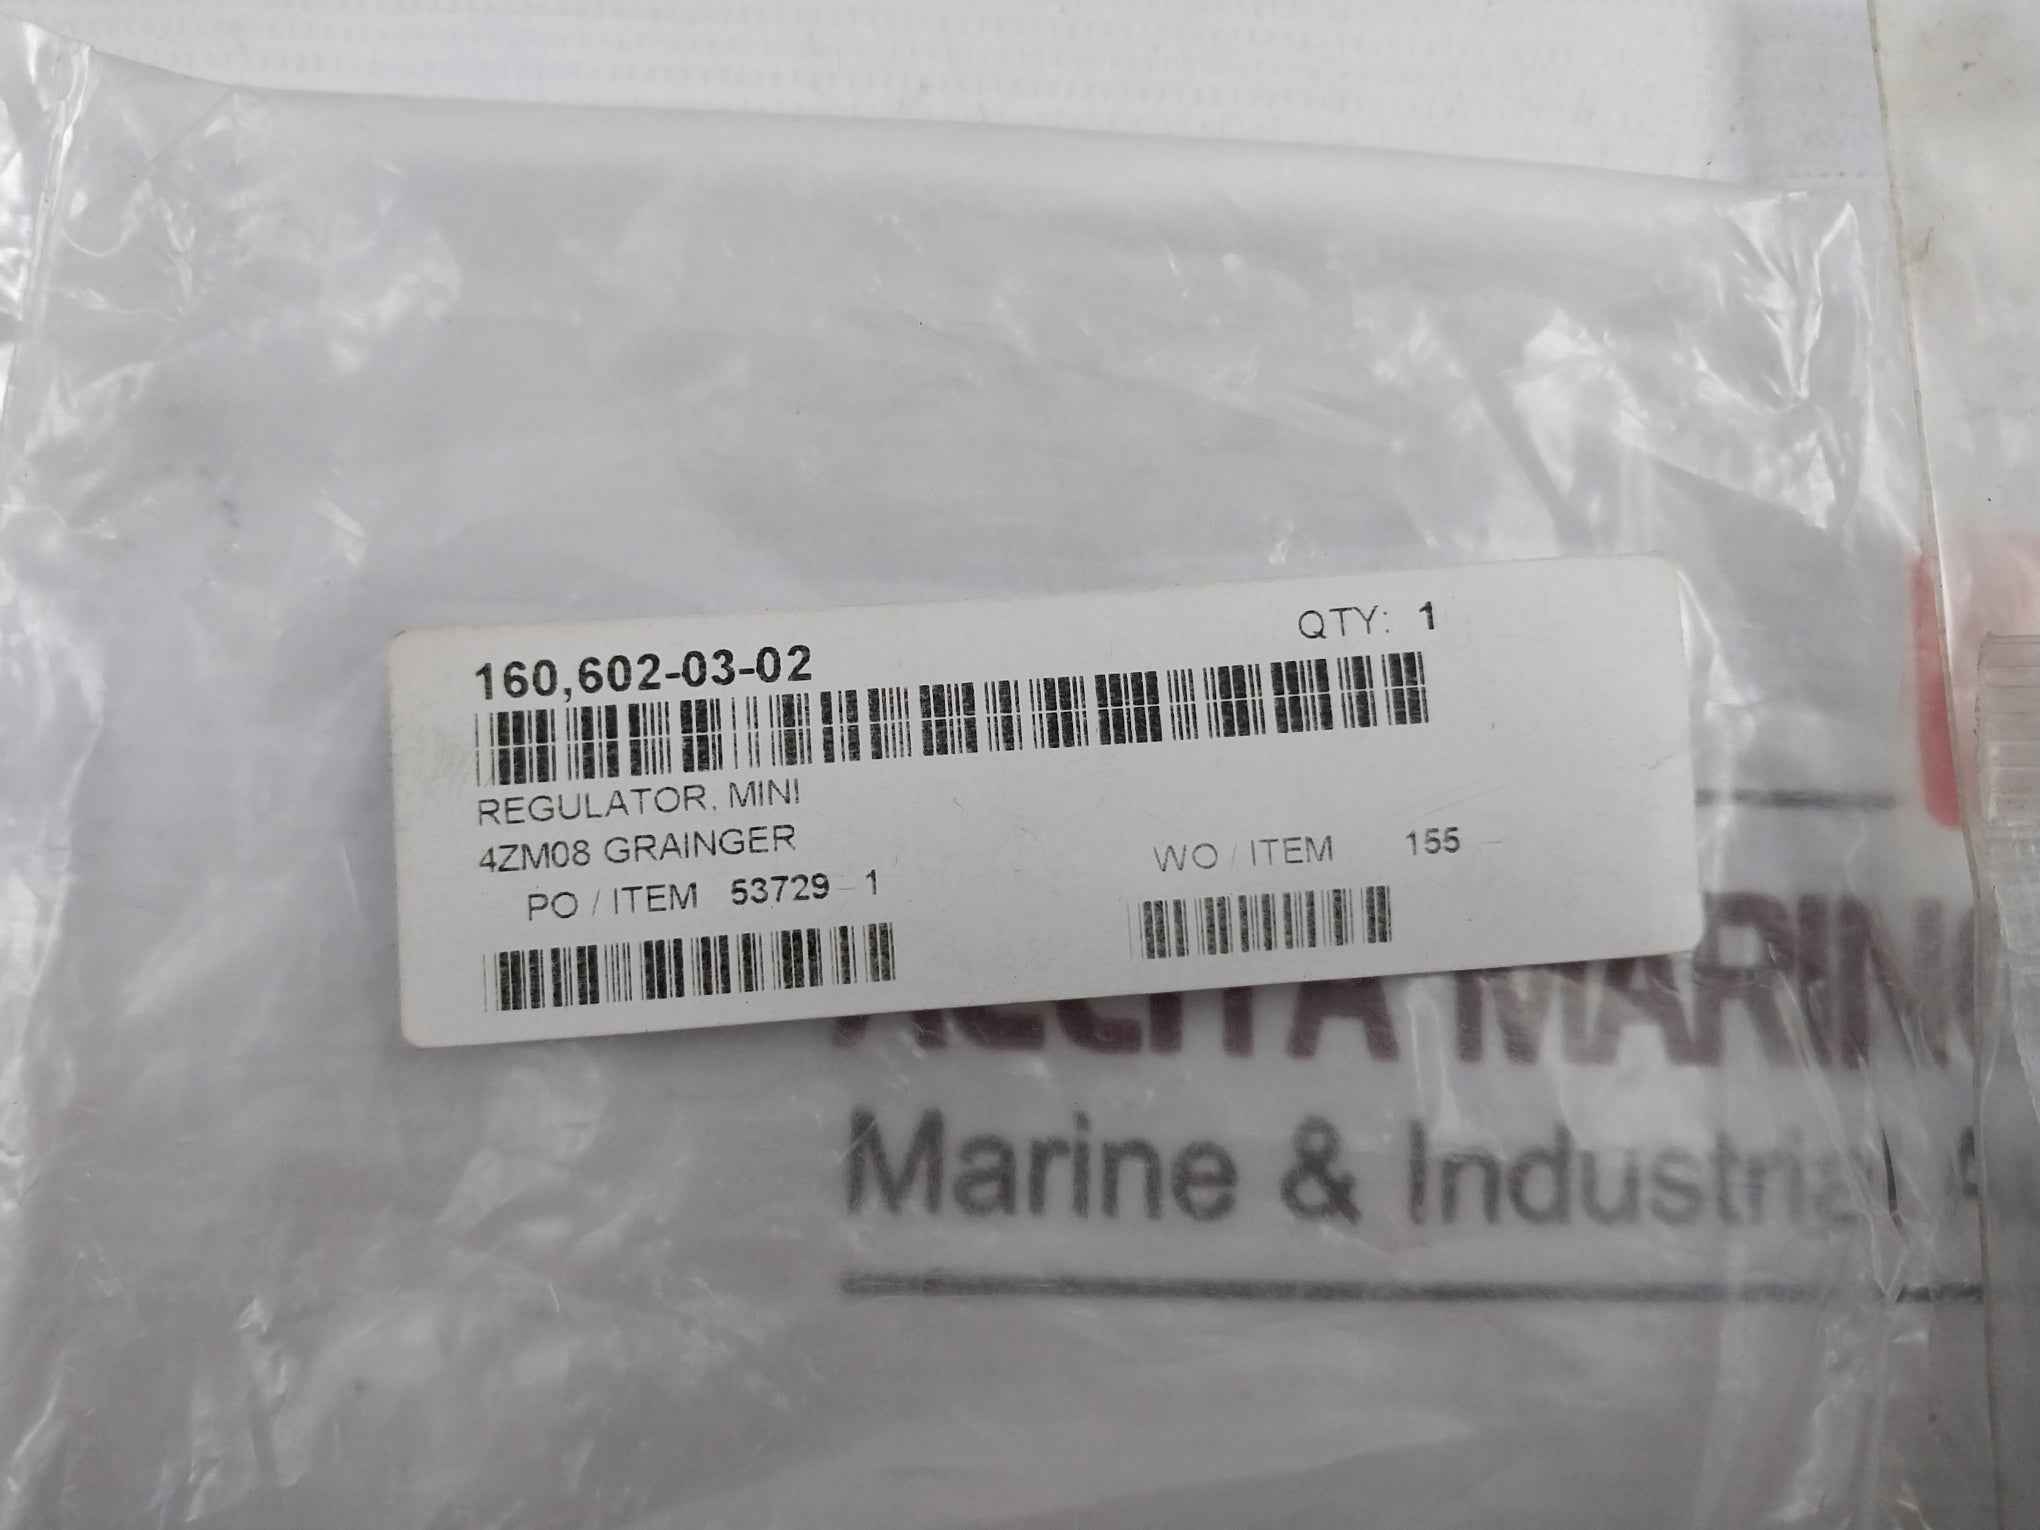 160,602-03-02
QTY: 1
REGULATOR, MINI
4ZM08 GRAINGER
PO / ITEM 53729-1
WO / ITEM 155 -
MARIN
Marine & Industrial